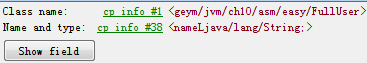 Class name: cp info #1 <geym/jvm/ch10/asm/easy/FullUser>
Name and type: cp info #38 <nameLjava/lang/String;>
Show field